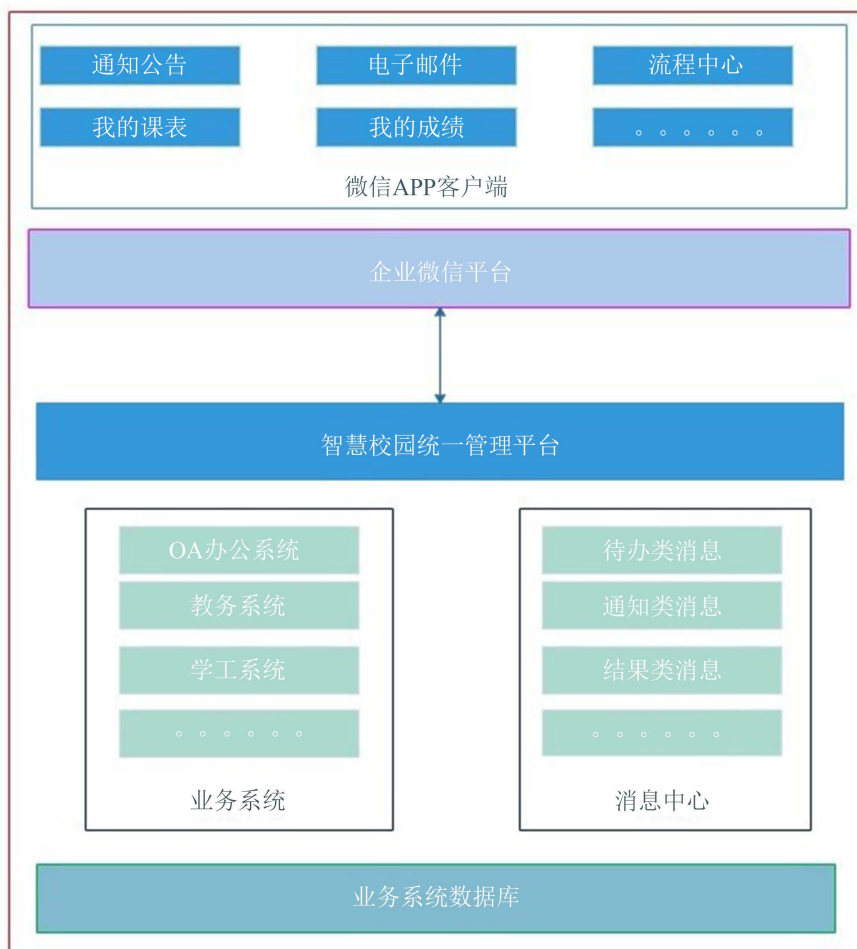 通知公告
电子邮件
流程中心
我的课表
我的成绩
。。。。。。
微信APP客户端
企业微信平台
智慧校园统一管理平台
OA办公系统
教务系统
学工系统
。。。。。。
业务系统
待办类消息
通知类消息
结果类消息
。。。。。。
消息中心
业务系统数据库